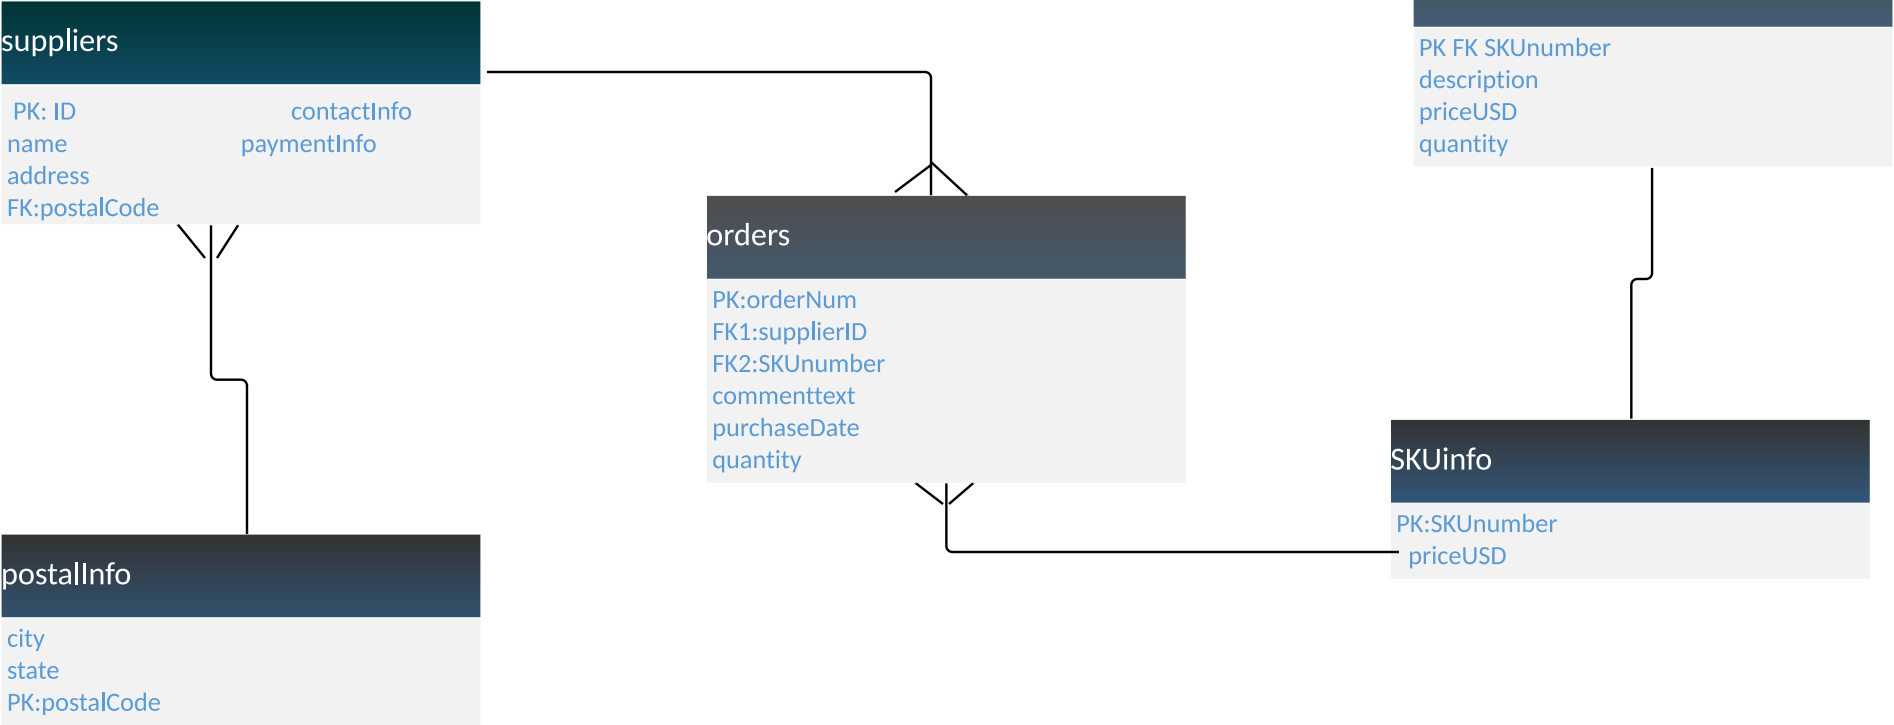 suppliers
PK: ID contactInfo
name paymentInfo
address
FK:postalCode
PK FK SKUnumber
description
priceUSD
quantity
orders
PK:orderNum
FK1:supplierID
FK2:SKUnumber
commenttext
purchaseDate
quantity
SKUinfo
PK:SKUnumber
priceUSD
postalInfo
city
state
PK:postalCode